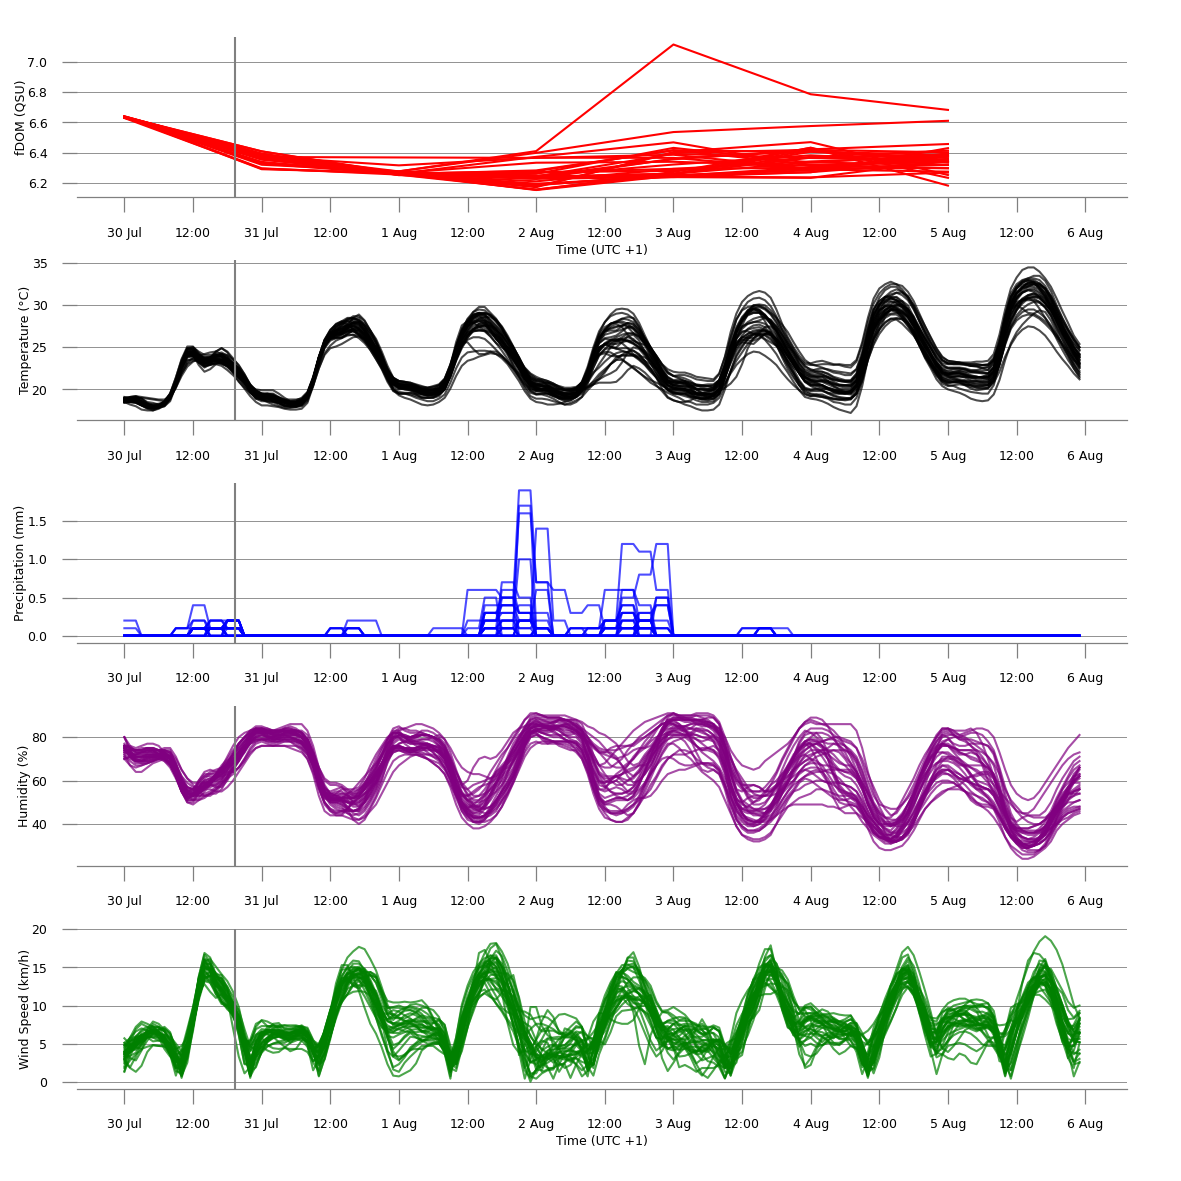 fDOM (QSU)
7.0
6.8
6.6
6.4
6.2
30 Jul 12:00 31 Jul 12:00 1 Aug 12:00 2 Aug 12:00 3 Aug 12:00 4 Aug 12:00 5 Aug 12:00 6 Aug
Time (UTC +1)
Temperature (°C)
35
30
25
20
30 Jul 12:00 31 Jul 12:00 1 Aug 12:00 2 Aug 12:00 3 Aug 12:00 4 Aug 12:00 5 Aug 12:00 6 Aug
Precipitation (mm)
1.5
1.0
0.5
0.0
30 Jul 12:00 31 Jul 12:00 1 Aug 12:00 2 Aug 12:00 3 Aug 12:00 4 Aug 12:00 5 Aug 12:00 6 Aug
Humidity (%)
80
60
40
30 Jul 12:00 31 Jul 12:00 1 Aug 12:00 2 Aug 12:00 3 Aug 12:00 4 Aug 12:00 5 Aug 12:00 6 Aug
Wind Speed (km/h)
20
15
10
5
0
30 Jul 12:00 31 Jul 12:00 1 Aug 12:00 2 Aug 12:00 3 Aug 12:00 4 Aug 12:00 5 Aug 12:00 6 Aug
Time (UTC +1)